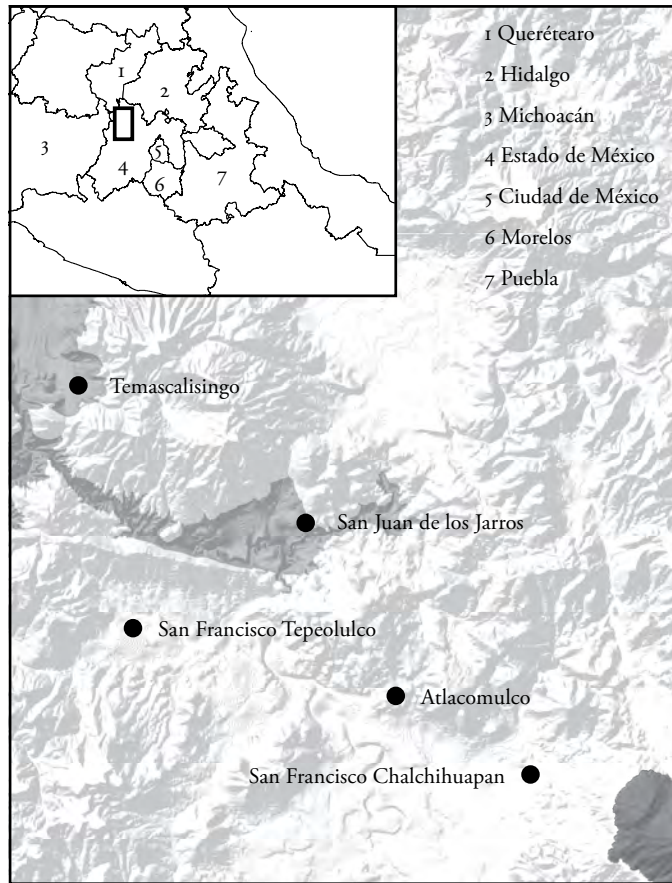 1 Querétearo
2 Hidalgo
3 Michoacán
4 Estado de México
5 Ciudad de México
6 Morelos
7 Puebla
1
2
3
4
5
6
7
Temascalisingo
San Juan de los Jarros
San Francisco Tepeolulco
Atlacomulco
San Francisco Chalchihuapan